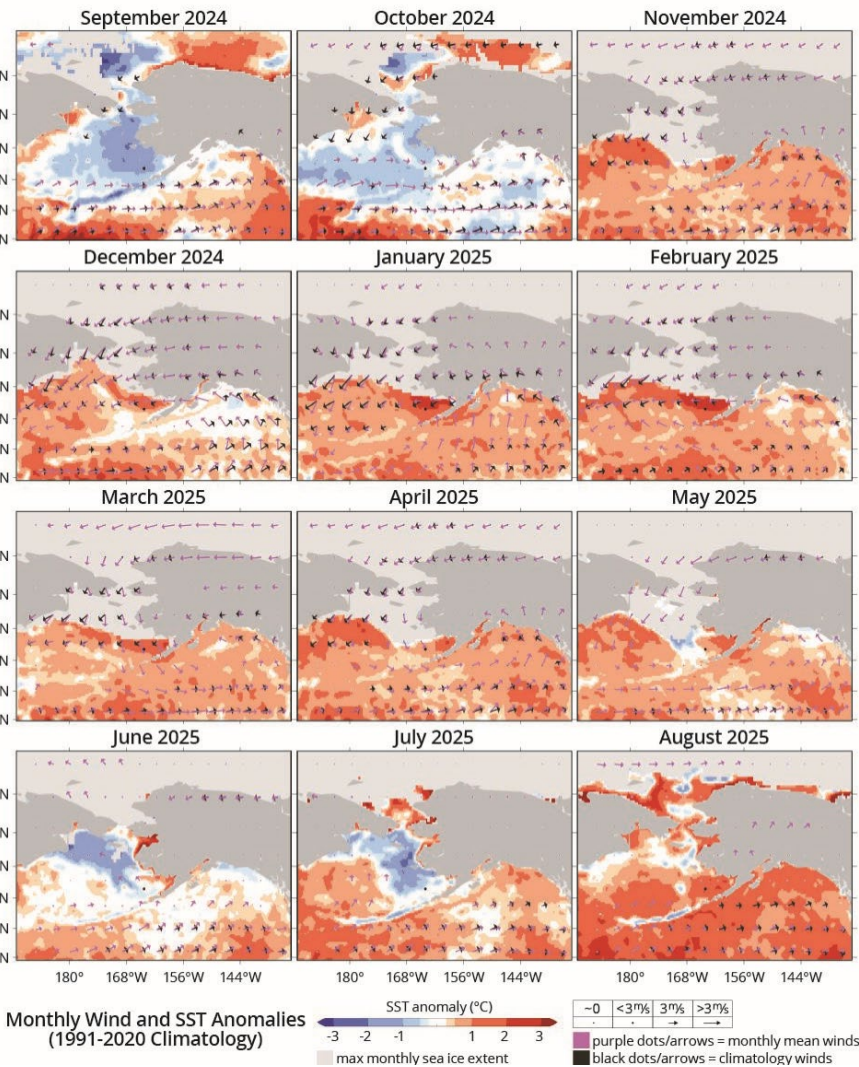 September 2024 October 2024 November 2024
N
N
N
N
N
N
December 2024 January 2025 February 2025
N
N
N
N
N
N
March 2025 April 2025 May 2025
N
N
N
N
N
N
June 2025 July 2025 August 2025
N
N
N
N
N
N
180° 168°W 156°W 144°W 180° 168°W 156°W 144°W 180° 168°W 156°W 144°W
Monthly Wind and SST Anomalies
(1991-2020 Climatology)
SST anomaly (°C)
-3 -2 -1 1 2 3
max monthly sea ice extent
~0 <3m/s 3m/s >3m/s
purple dots/arrows = monthly mean winds
black dots/arrows = climatology winds